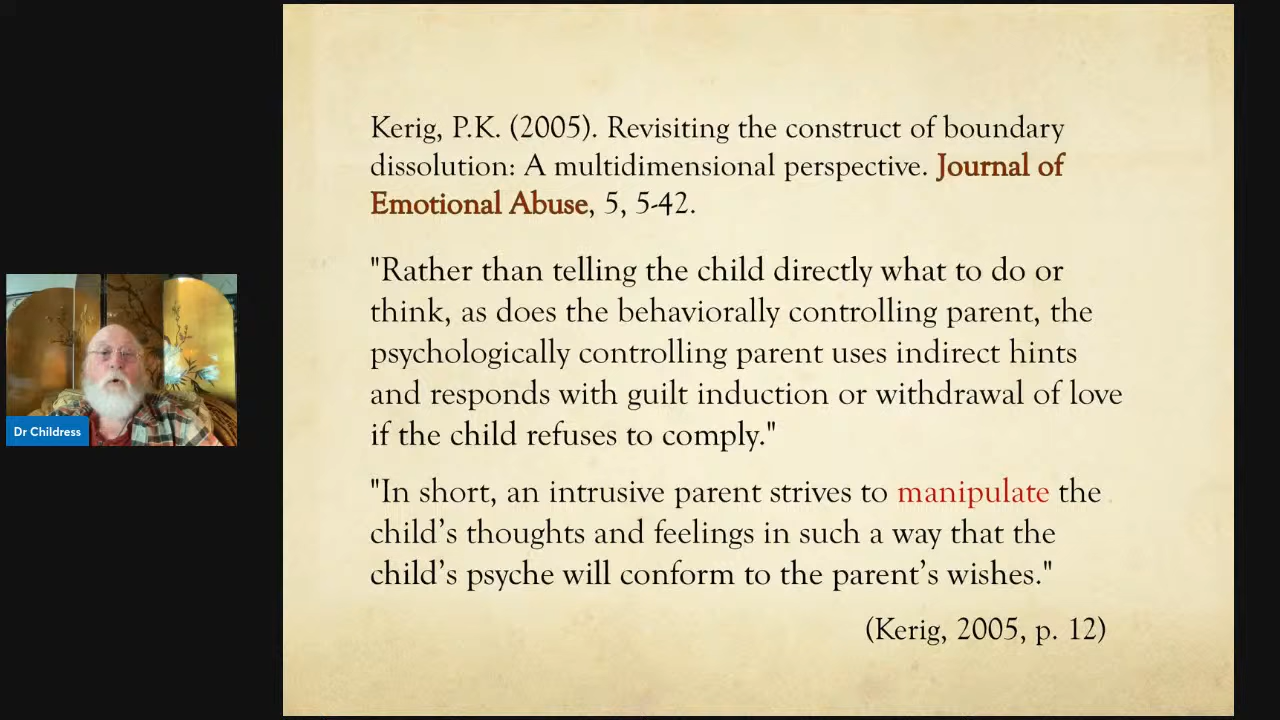 Kerig, P.K. (2005). Revisiting the construct of boundary
dissolution: A multidimensional perspective. Journal of
Emotional Abuse, 5, 5-42.
"Rather than telling the child directly what to do or
think, as does the behaviorally controlling parent, the
psychologically controlling parent uses indirect hints
and responds with guilt induction or withdrawal of love
if the child refuses to comply."
"In short, an intrusive parent strives to manipulate the
child’s thoughts and feelings in such a way that the
child’s psyche will conform to the parent’s wishes."
(Kerig, 2005, p. 12)
Dr Childress